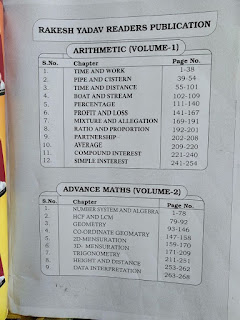 RAKESH YADAV READERS PUBLICATION
ARITHMETIC (VOLUME-1)
S.No. Chapter Page No.
1. TIME AND WORK 1-38
2. PIPE AND CISTERN 39-54
3. TIME AND DISTANCE 55-101
4. BOAT AND STREAM 102-109
5. PERCENTAGE 111-140
6. PROFIT AND LOSS 141-167
7. MIXTURE AND ALLEGATION 169-191
8. RATIO AND PROPORTION 192-201
9. PARTNERSHIP 202-208
10. AVERAGE 209-220
11. COMPOUND INTEREST 221-240
12. SIMPLE INSTEREST 241-254
ADVANCE MATHS (VOLUME-2)
S.No. Chapter Page No.
1. NUMBER SYSTEM AND ALGEBRA 1-78
2. HCF AND LCM 79-92
3. GEOMETRY 93-146
4. CO-ORDINATE GEOMATRY 147-158
5. 2D-MENSURATION 159-170
6. 3D- MENSURATION 171-209
7. TRIGONOMETRY 211-251
8. HEIGHT AND DISTANCE 253-262
9. DATA INTERPRETATION 263-268